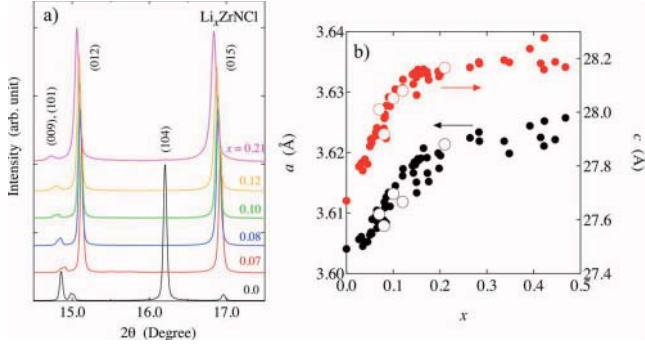 a)
Li_xZrNCl
(012)
(015)
(009), (101)
(104)
x = 0.21
0.12
0.10
0.08
0.07
0.0
Intensity (arb. unit)
15.0 16.0 17.0
2θ (Degree)
b)
3.64
3.63
3.62
3.61
3.60
a (Å)
28.2
28.0
27.8
27.6
27.4
c (Å)
0.0 0.1 0.2 0.3 0.4 0.5
x